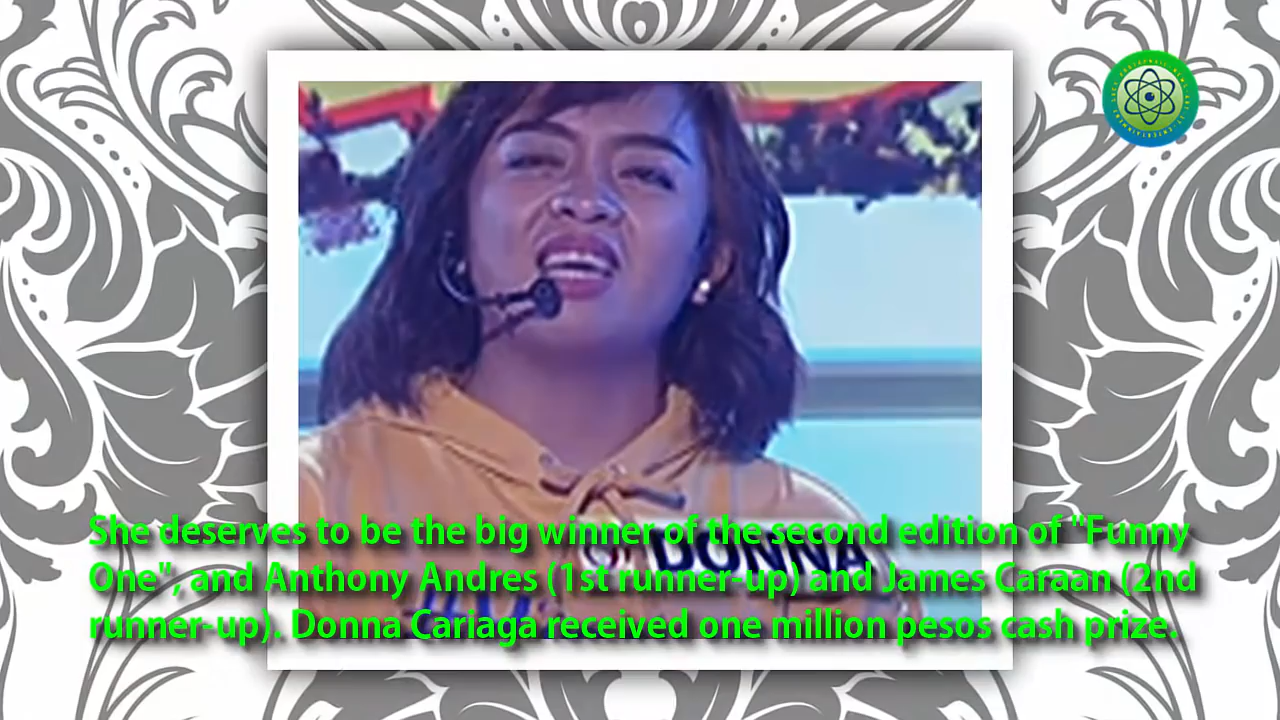 She deserves to be the big winner of the second edition of "Funny
One", and Anthony Andres (1st runner-up) and James Caraan (2nd
runner-up). Donna Cariaga received one million pesos cash prize.
DONNA